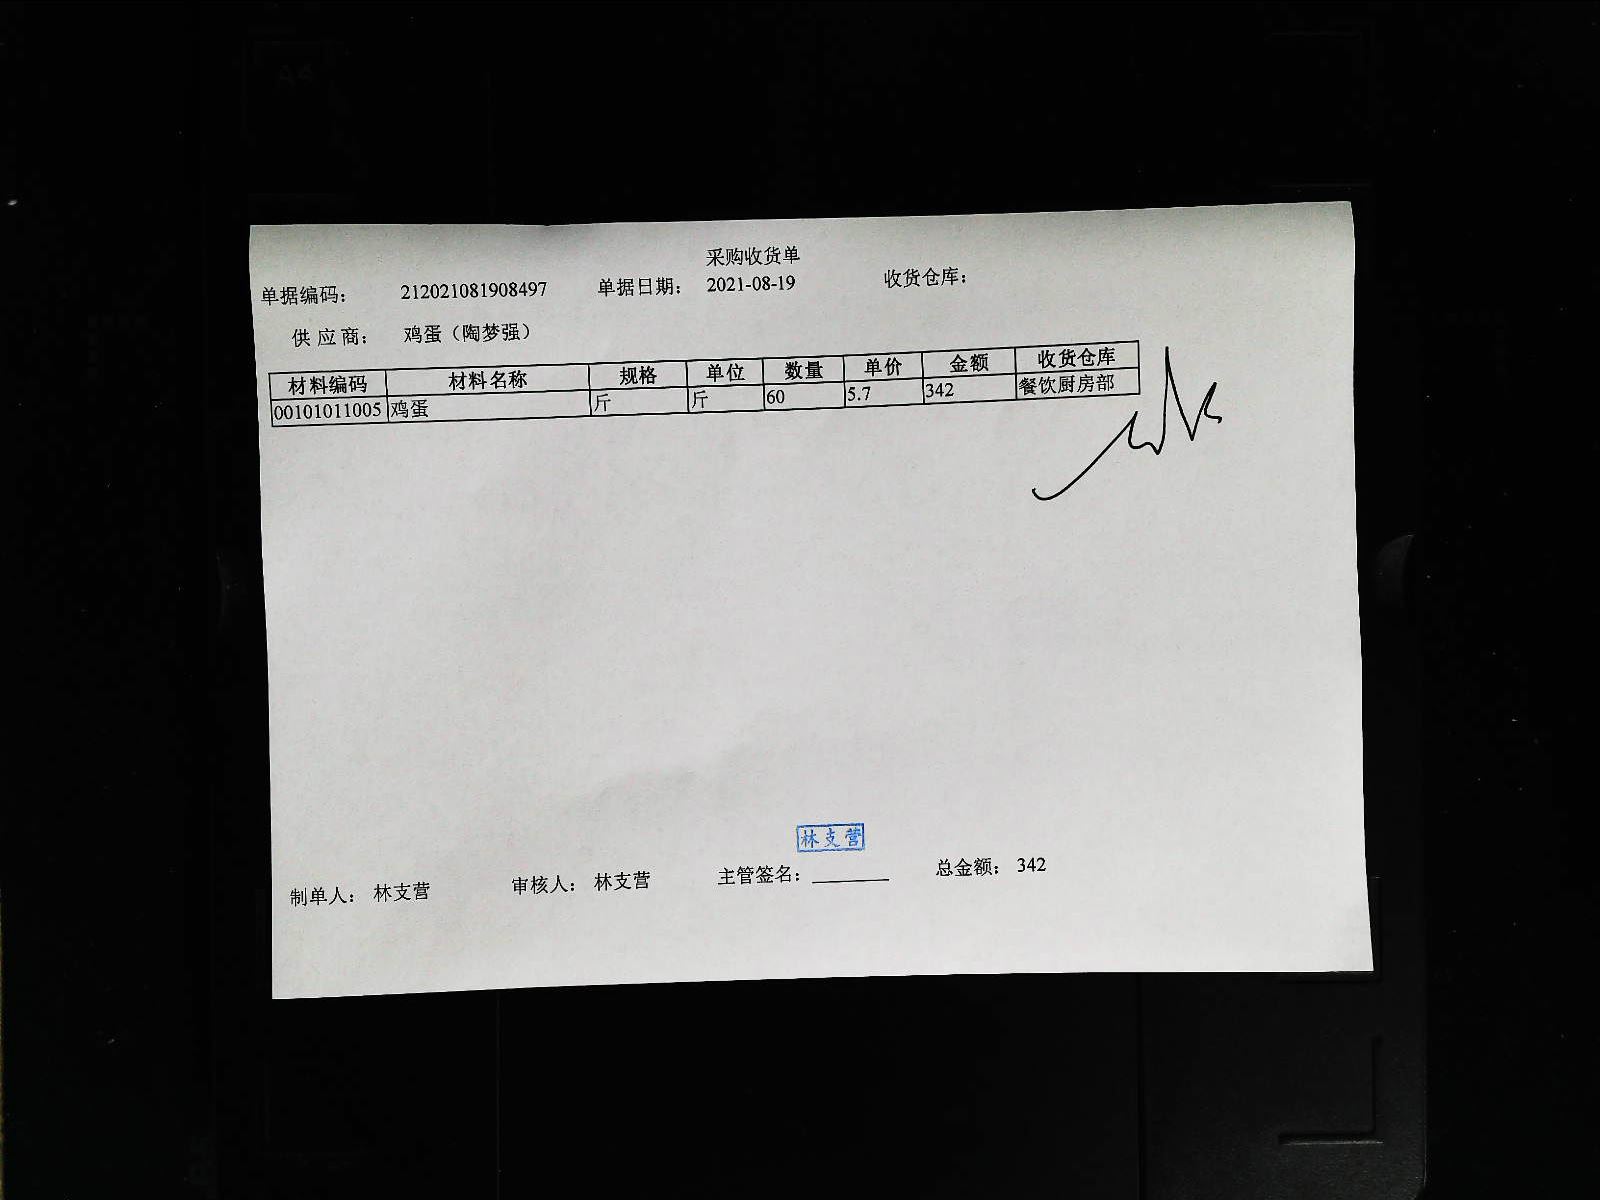 采购收货单
单据编码： 212021081908497 单据日期： 2021-08-19 收货仓库：
供应商： 鸡蛋（陶梦强）
材料编码 材料名称 规格 单位 数量 单价 金额 收货仓库
00101011005 鸡蛋 斤 斤 60 5.7 342 餐饮厨房部
林支营
制单人： 林支营 审核人： 林支营 主管签名： 总金额： 342